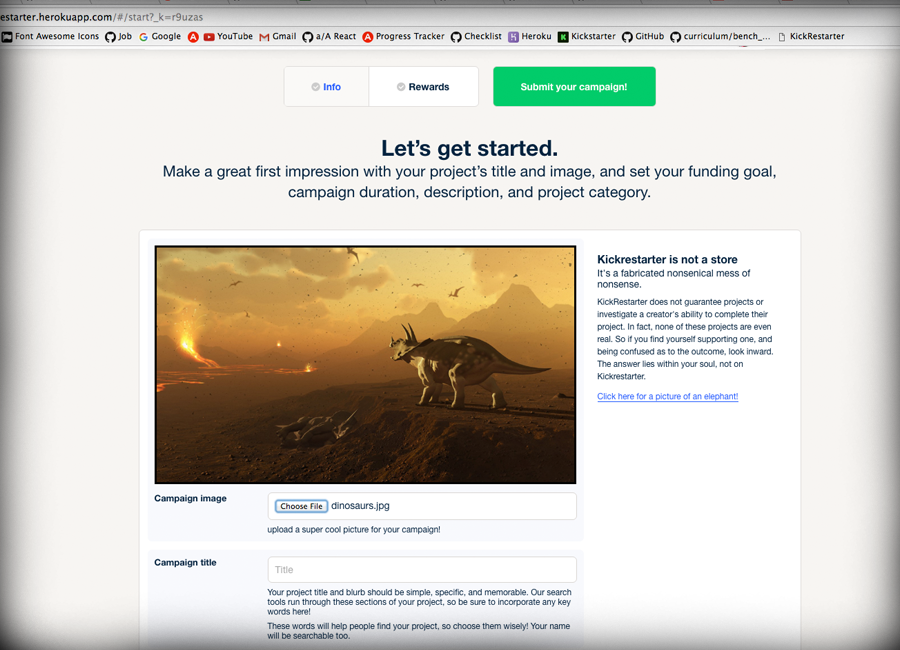 estarter.herokuapp.com/#/start?_k=r9uzas
Font Awesome Icons Job Google YouTube Gmail a/A React Progress Tracker Checklist Heroku Kickstarter GitHub curriculum/bench_... KickRestarter
Info Rewards Submit your campaign!
Let's get started.
Make a great first impression with your project's title and image, and set your funding goal,
campaign duration, description, and project category.
Kickrestarter is not a store
It's a fabricated nonsenical mess of
nonsense.
KickRestarter does not guarantee projects or
investigate a creator's ability to complete their
project. In fact, none of these projects are even
real. So if you find yourself supporting one, and
being confused as to the outcome, look inward.
The answer lies within your soul, not on
Kickrestarter.
Click here for a picture of an elephant!
Campaign image
Choose File dinosaurs.jpg
upload a super cool picture for your campaign!
Campaign title
Title
Your project title and blurb should be simple, specific, and memorable. Our search
tools run through these sections of your project, so be sure to incorporate any key
words here!
These words will help people find your project, so choose them wisely! Your name
will be searchable too.